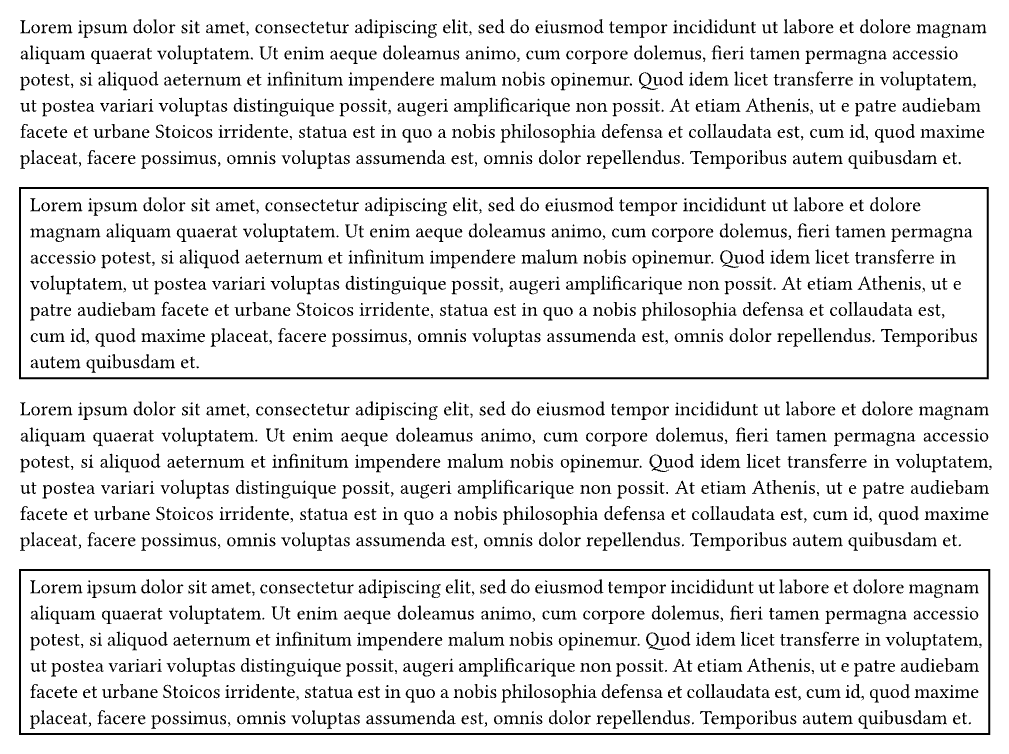 Lorem ipsum dolor sit amet, consectetur adipiscing elit, sed do eiusmod tempor incididunt ut labore et dolore magnam
aliquam quaerat voluptatem. Ut enim aeque doleamus animo, cum corpore dolemus, fieri tamen permagna accessio
potest, si aliquod aeternum et infinitum impendere malum nobis opinemur. Quod idem licet transferre in voluptatem,
ut postea variari voluptas distinguique possit, augeri amplificarique non possit. At etiam Athenis, ut e patre audiebam
facete et urbane Stoicos irridente, statua est in quo a nobis philosophia defensa et collaudata est, cum id, quod maxime
placeat, facere possimus, omnis voluptas assumenda est, omnis dolor repellendus. Temporibus autem quibusdam et.
Lorem ipsum dolor sit amet, consectetur adipiscing elit, sed do eiusmod tempor incididunt ut labore et dolore
magnam aliquam quaerat voluptatem. Ut enim aeque doleamus animo, cum corpore dolemus, fieri tamen permagna
accessio potest, si aliquod aeternum et infinitum impendere malum nobis opinemur. Quod idem licet transferre in
voluptatem, ut postea variari voluptas distinguique possit, augeri amplificarique non possit. At etiam Athenis, ut e
patre audiebam facete et urbane Stoicos irridente, statua est in quo a nobis philosophia defensa et collaudata est,
cum id, quod maxime placeat, facere possimus, omnis voluptas assumenda est, omnis dolor repellendus. Temporibus
autem quibusdam et.
Lorem ipsum dolor sit amet, consectetur adipiscing elit, sed do eiusmod tempor incididunt ut labore et dolore magnam
aliquam quaerat voluptatem. Ut enim aeque doleamus animo, cum corpore dolemus, fieri tamen permagna accessio
potest, si aliquod aeternum et infinitum impendere malum nobis opinemur. Quod idem licet transferre in voluptatem,
ut postea variari voluptas distinguique possit, augeri amplificarique non possit. At etiam Athenis, ut e patre audiebam
facete et urbane Stoicos irridente, statua est in quo a nobis philosophia defensa et collaudata est, cum id, quod maxime
placeat, facere possimus, omnis voluptas assumenda est, omnis dolor repellendus. Temporibus autem quibusdam et.
Lorem ipsum dolor sit amet, consectetur adipiscing elit, sed do eiusmod tempor incididunt ut labore et dolore magnam
aliquam quaerat voluptatem. Ut enim aeque doleamus animo, cum corpore dolemus, fieri tamen permagna accessio
potest, si aliquod aeternum et infinitum impendere malum nobis opinemur. Quod idem licet transferre in voluptatem,
ut postea variari voluptas distinguique possit, augeri amplificarique non possit. At etiam Athenis, ut e patre audiebam
facete et urbane Stoicos irridente, statua est in quo a nobis philosophia defensa et collaudata est, cum id, quod maxime
placeat, facere possimus, omnis voluptas assumenda est, omnis dolor repellendus. Temporibus autem quibusdam et.